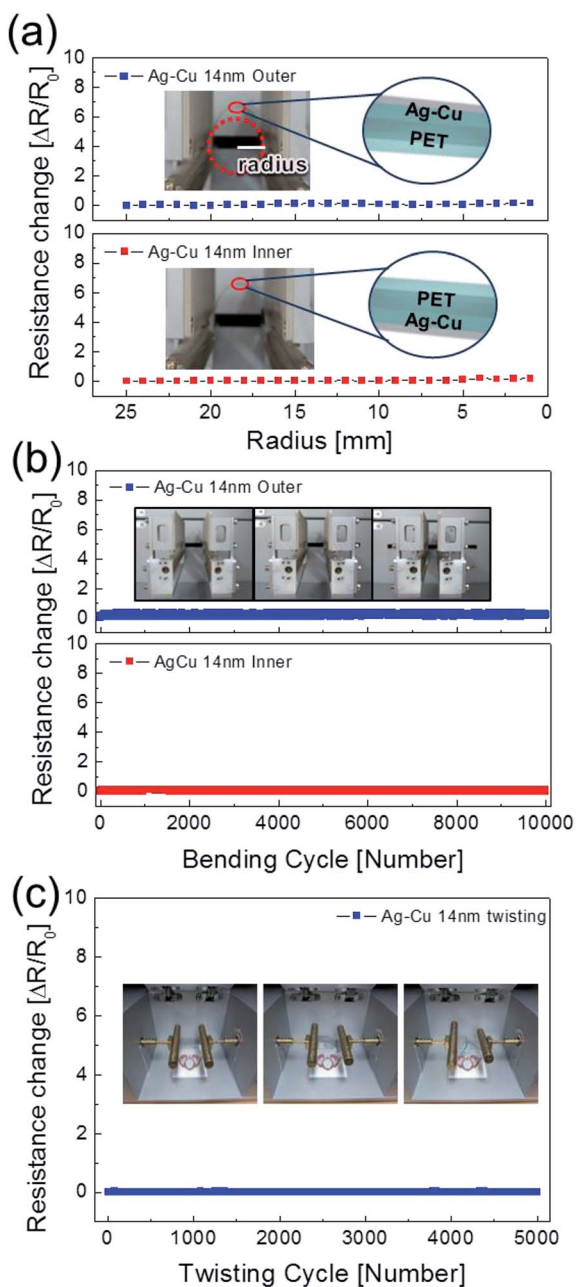 (a)
Resistance change [ΔR/R0]
10
8
6
4
2
0
Ag-Cu 14nm Outer
radius
Ag-Cu
PET
10
8
6
4
2
0
Ag-Cu 14nm Inner
PET
Ag-Cu
25 20 15 10 5 0
Radius [mm]
(b)
Resistance change [ΔR/R0]
10
8
6
4
2
0
Ag-Cu 14nm Outer
10
8
6
4
2
0
AgCu 14nm Inner
0 2000 4000 6000 8000 10000
Bending Cycle [Number]
(c)
Resistance change [ΔR/R0]
10
8
6
4
2
0
Ag-Cu 14nm twisting
0 1000 2000 3000 4000 5000
Twisting Cycle [Number]